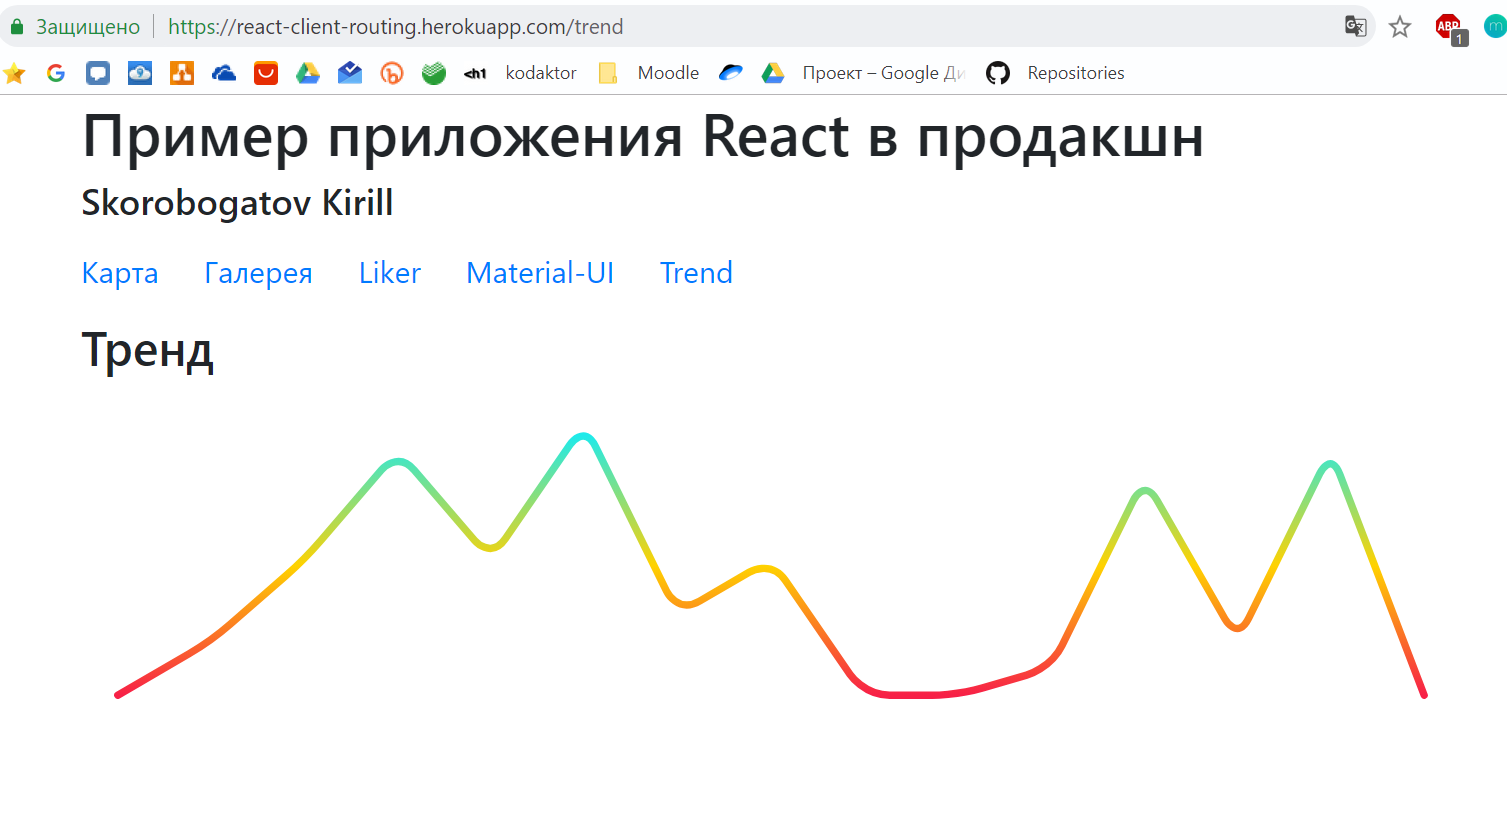 Защищено https://react-client-routing.herokuapp.com/trend
ABP 1 m
<h1 kodaktor Moodle Проект – Google Ди Repositories
Пример приложения React в продакшн
Skorobogatov Kirill
Карта Галерея Liker Material-UI Trend
Тренд